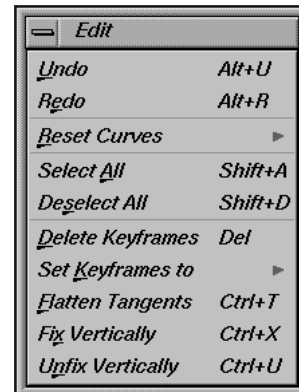 Edit
Undo Alt+U
Redo Alt+R
Reset Curves
Select All Shift+A
Deselect All Shift+D
Delete Keyframes Del
Set Keyframes to
Flatten Tangents Ctrl+T
Fix Vertically Ctrl+X
Unfix Vertically Ctrl+U